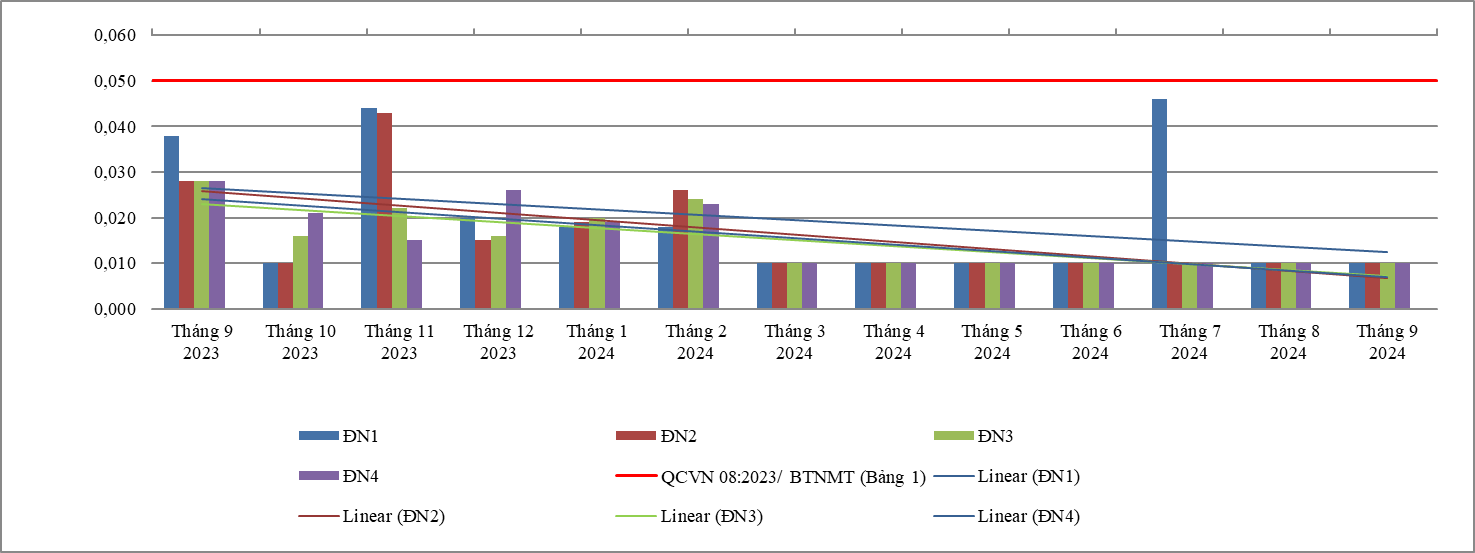 0,060
0,050
0,040
0,030
0,020
0,010
0,000
Tháng 9 Tháng 10 Tháng 11 Tháng 12 Tháng 1 Tháng 2 Tháng 3 Tháng 4 Tháng 5 Tháng 6 Tháng 7 Tháng 8 Tháng 9
2023 2023 2023 2023 2024 2024 2024 2024 2024 2024 2024 2024 2024
ĐN1 ĐN2 ĐN3
ĐN4 QCVN 08:2023/ BTNMT (Bảng 1) Linear (ĐN1)
Linear (ĐN2) Linear (ĐN3) Linear (ĐN4)